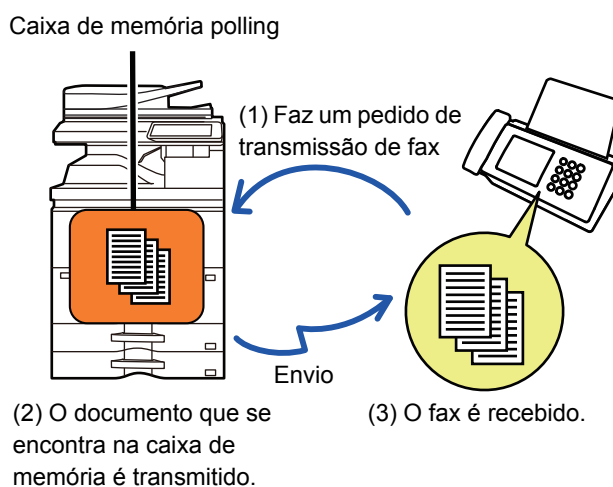 Caixa de memória polling
(1) Faz um pedido de
transmissão de fax
Envio
(2) O documento que se
encontra na caixa de
memória é transmitido.
(3) O fax é recebido.